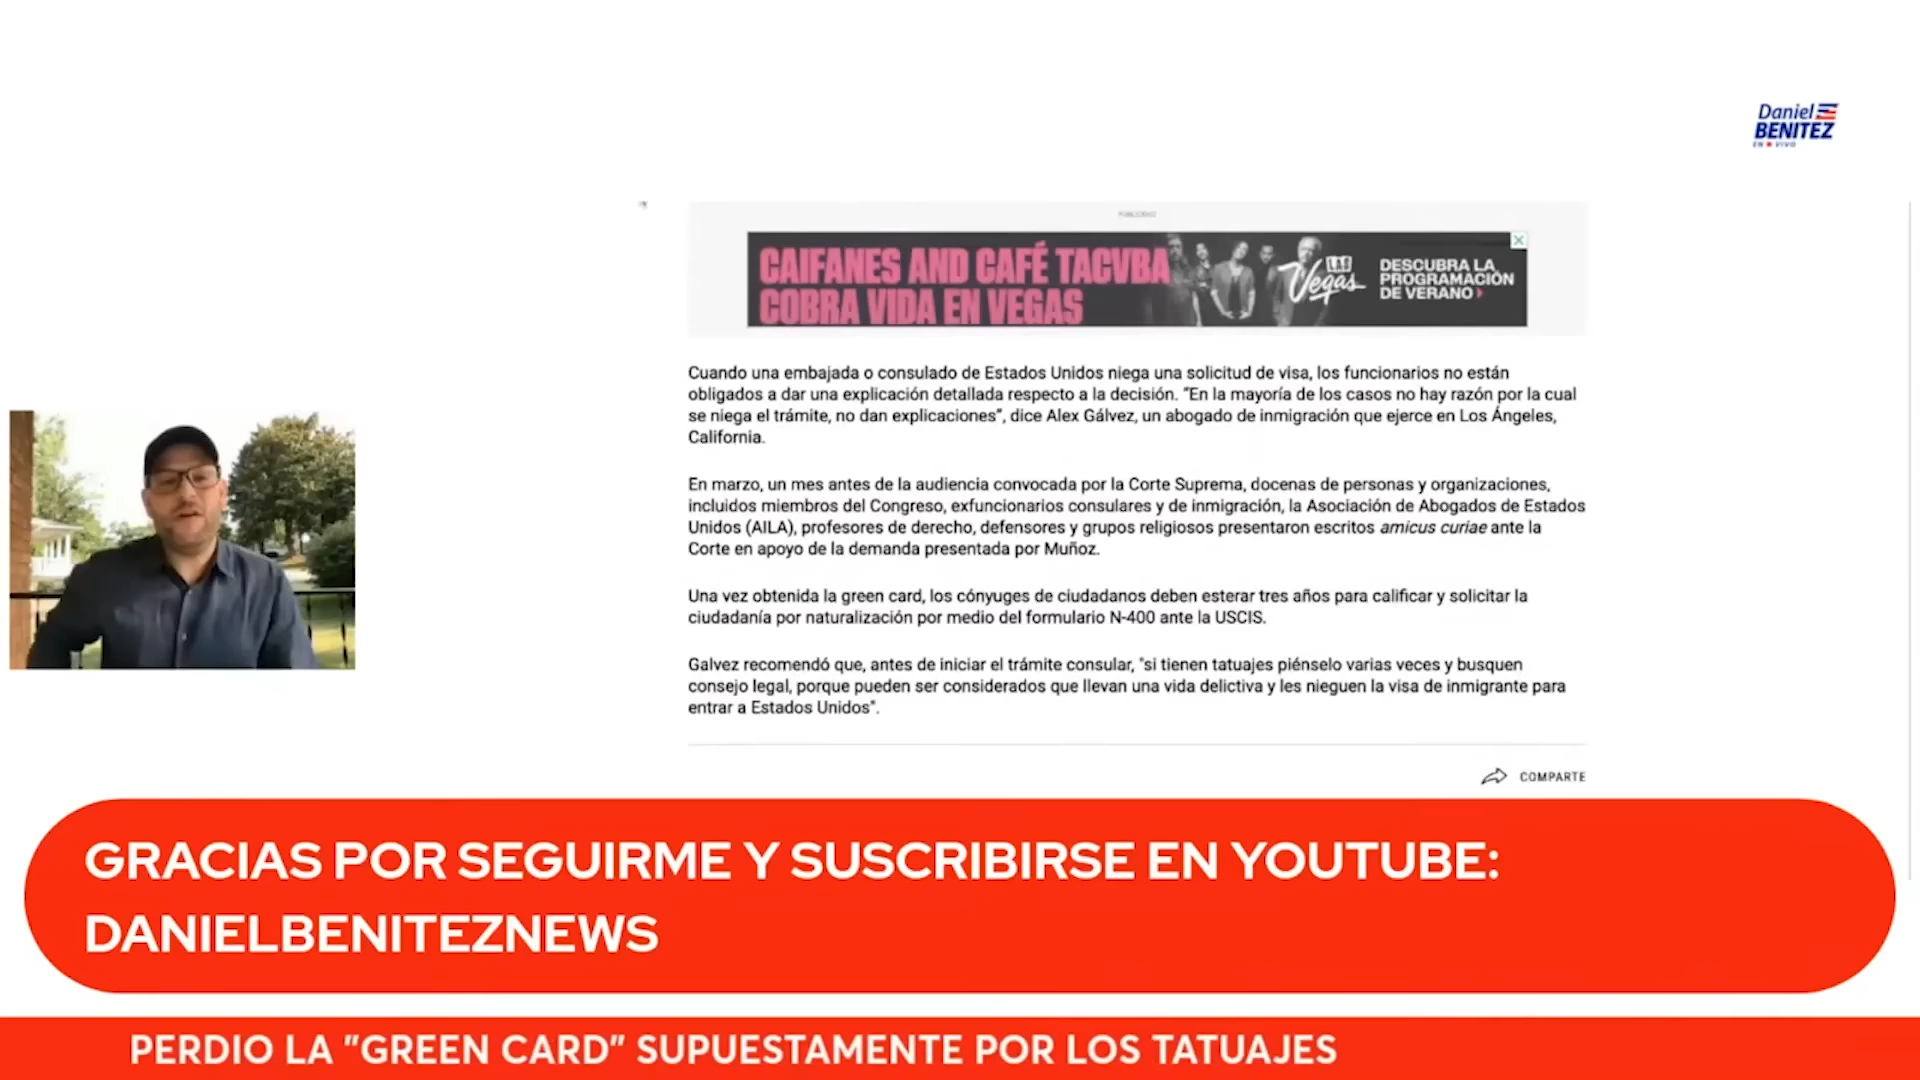 Daniel
BENITEZ
EN VIVO
PUBLICIDAD
CAIFANES AND CAFÉ TACVBA
COBRA VIDA EN VEGAS
LAS
Vegas
DESCUBRA LA
PROGRAMACIÓN
DE VERANO
Cuando una embajada o consulado de Estados Unidos niega una solicitud de visa, los funcionarios no están
obligados a dar una explicación detallada respecto a la decisión. “En la mayoría de los casos no hay razón por la cual
se niega el trámite, no dan explicaciones”, dice Alex Gálvez, un abogado de inmigración que ejerce en Los Ángeles,
California.
En marzo, un mes antes de la audiencia convocada por la Corte Suprema, docenas de personas y organizaciones,
incluidos miembros del Congreso, exfuncionarios consulares y de inmigración, la Asociación de Abogados de Estados
Unidos (AILA), profesores de derecho, defensores y grupos religiosos presentaron escritos amicus curiae ante la
Corte en apoyo de la demanda presentada por Muñoz.
Una vez obtenida la green card, los cónyuges de ciudadanos deben esterar tres años para calificar y solicitar la
ciudadanía por naturalización por medio del formulario N-400 ante la USCIS.
Galvez recomendó que, antes de iniciar el trámite consular, "si tienen tatuajes piénselo varias veces y busquen
consejo legal, porque pueden ser considerados que llevan una vida delictiva y les nieguen la visa de inmigrante para
entrar a Estados Unidos".
COMPARTE
GRACIAS POR SEGUIRME Y SUSCRIBIRSE EN YOUTUBE:
DANIELBENITEZNEWS
PERDIO LA "GREEN CARD" SUPUESTAMENTE POR LOS TATUAJES